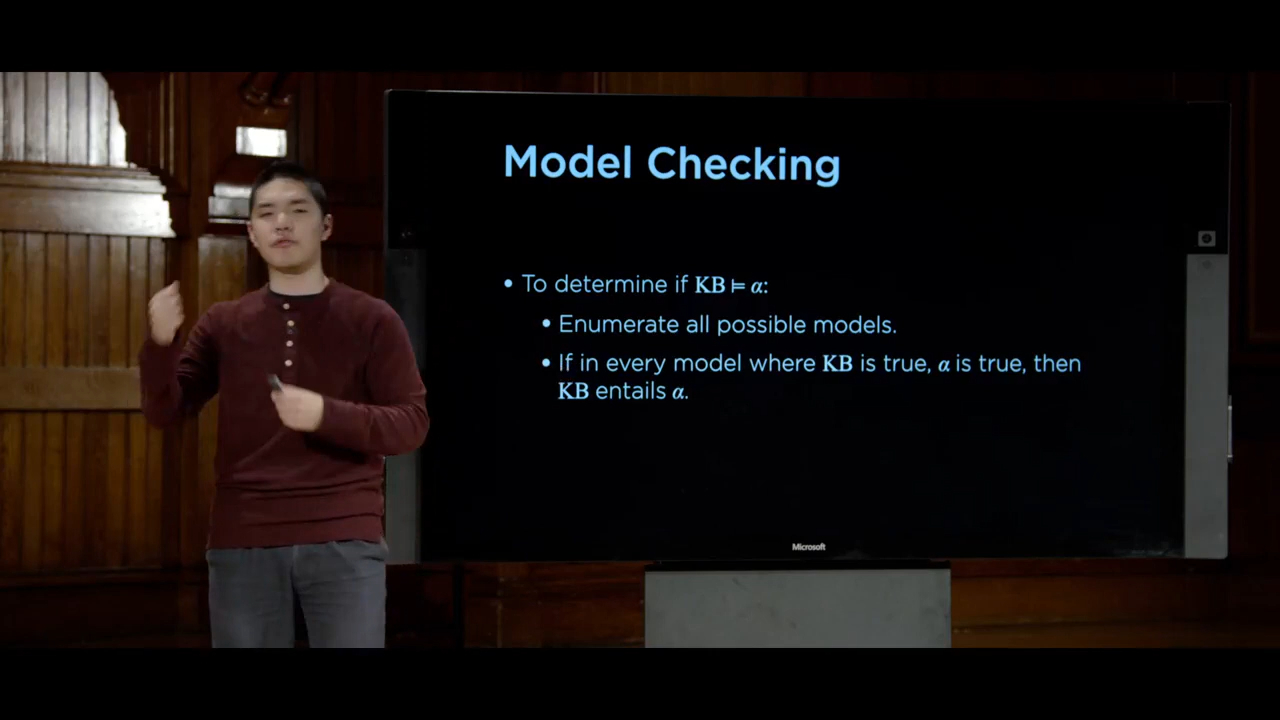 Model Checking
• To determine if KB ⊨ α:
• Enumerate all possible models.
• If in every model where KB is true, α is true, then
KB entails α.
Microsoft